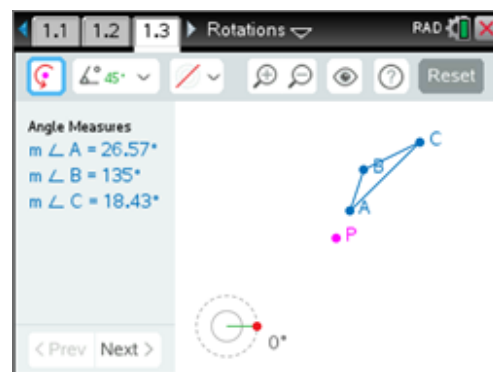 1.1 1.2 1.3 Rotations RAD
45° Reset
Angle Measures
m∠A = 26.57°
m∠B = 135°
m∠C = 18.43°
C
B
A
P
0°
< Prev Next >